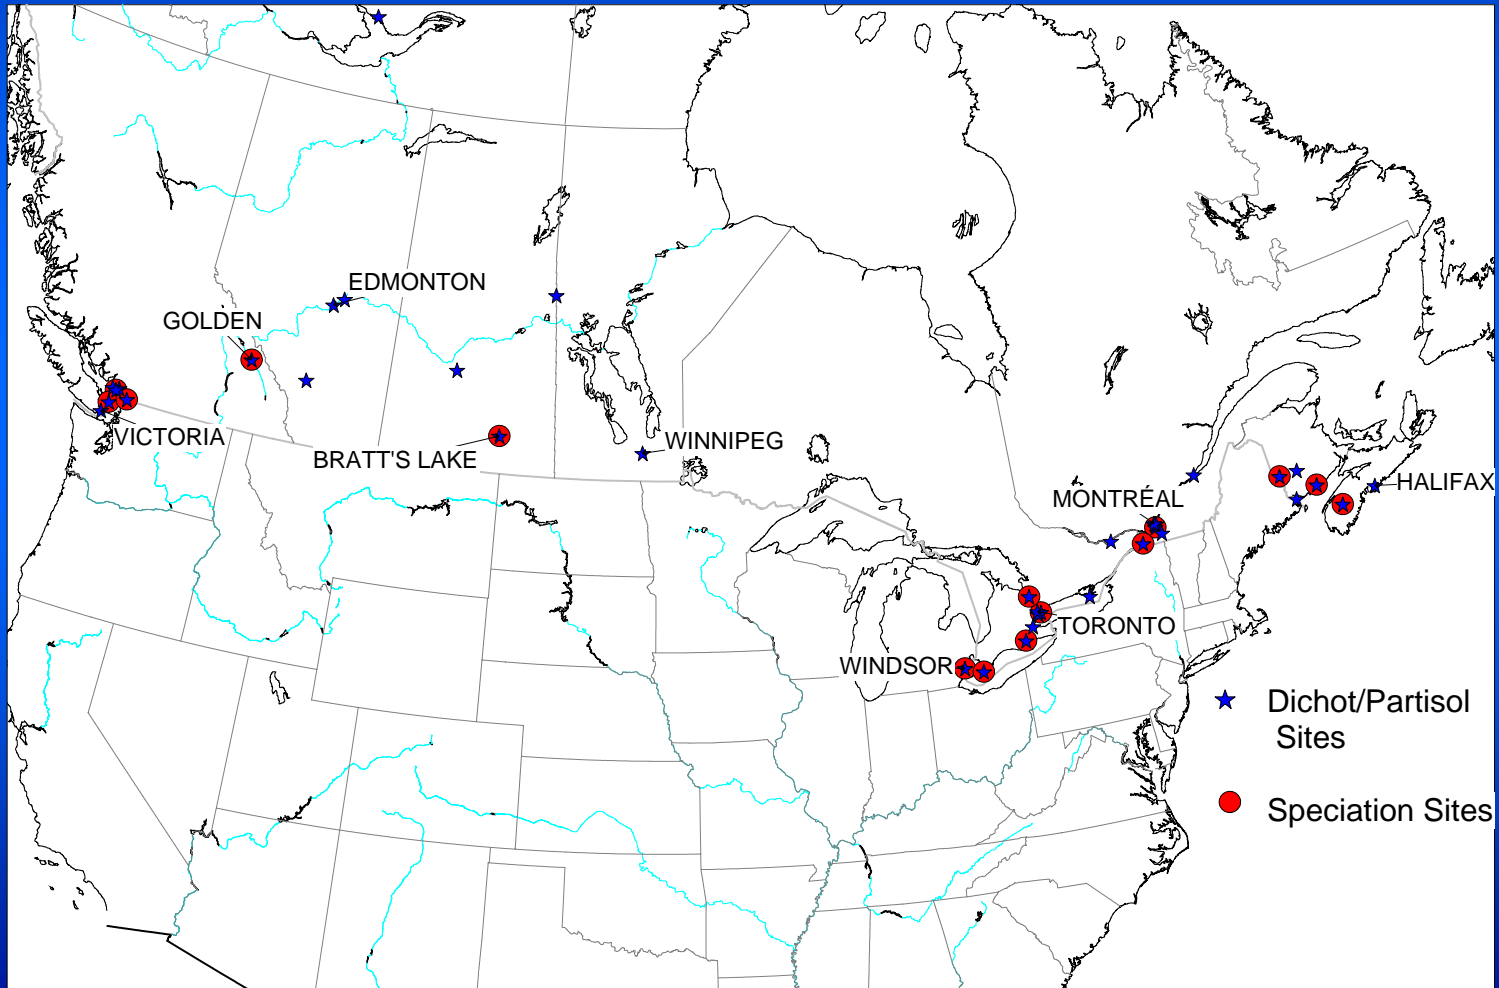 EDMONTON
GOLDEN
VICTORIA
BRATT'S LAKE
WINNIPEG
MONTRÉAL
HALIFAX
TORONTO
WINDSOR
Dichot/Partisol
Sites
Speciation Sites